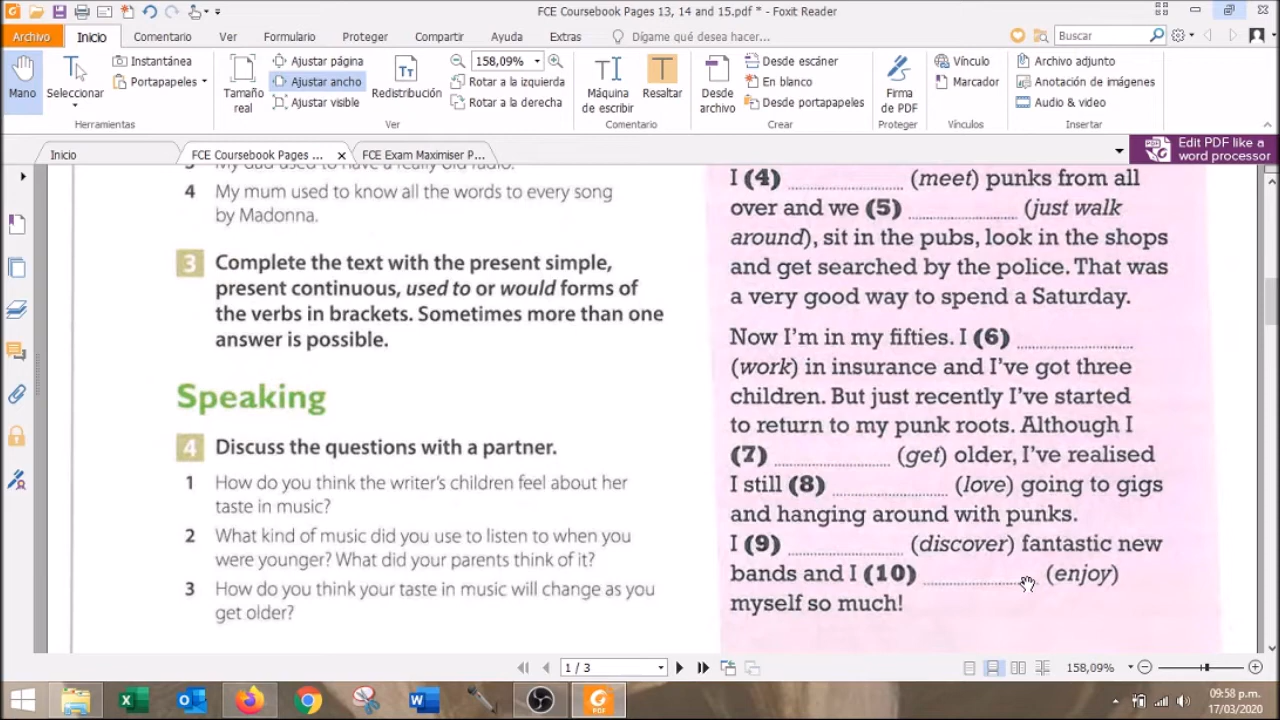 FCE Coursebook Pages 13, 14 and 15.pdf * - Foxit Reader
Archivo Inicio Comentario Ver Formulario Proteger Compartir Ayuda Extras Dígame qué desea hacer... Buscar
Mano
Seleccionar
Instantánea
Portapapeles
Herramientas
Tamaño real
Ajustar página
Ajustar ancho
Ajustar visible
158,09%
Redistribución
Rotar a la izquierda
Rotar a la derecha
Ver
Máquina de escribir
Resaltar
Comentario
Desde archivo
Desde escáner
En blanco
Desde portapapeles
Crear
Firma de PDF
Proteger
Vínculo
Marcador
Vínculos
Archivo adjunto
Anotación de imágenes
Audio & video
Insertar
Inicio
FCE Coursebook Pages ...
FCE Exam Maximiser P...
Edit PDF like a
word processor
4 My mum used to know all the words to every song
by Madonna.
3 Complete the text with the present simple,
present continuous, used to or would forms of
the verbs in brackets. Sometimes more than one
answer is possible.
Speaking
4 Discuss the questions with a partner.
1 How do you think the writer's children feel about her
taste in music?
2 What kind of music did you use to listen to when you
were younger? What did your parents think of it?
3 How do you think your taste in music will change as you
get older?
I (4) .................... (meet) punks from all
over and we (5) .................... (just walk
around), sit in the pubs, look in the shops
and get searched by the police. That was
a very good way to spend a Saturday.
Now I'm in my fifties. I (6) ....................
(work) in insurance and I've got three
children. But just recently I've started
to return to my punk roots. Although I
(7) .................... (get) older, I've realised
I still (8) .................... (love) going to gigs
and hanging around with punks.
I (9) .................... (discover) fantastic new
bands and I (10) .................... (enjoy)
myself so much!
1 / 3
158,09%
09:58 p.m.
17/03/2020